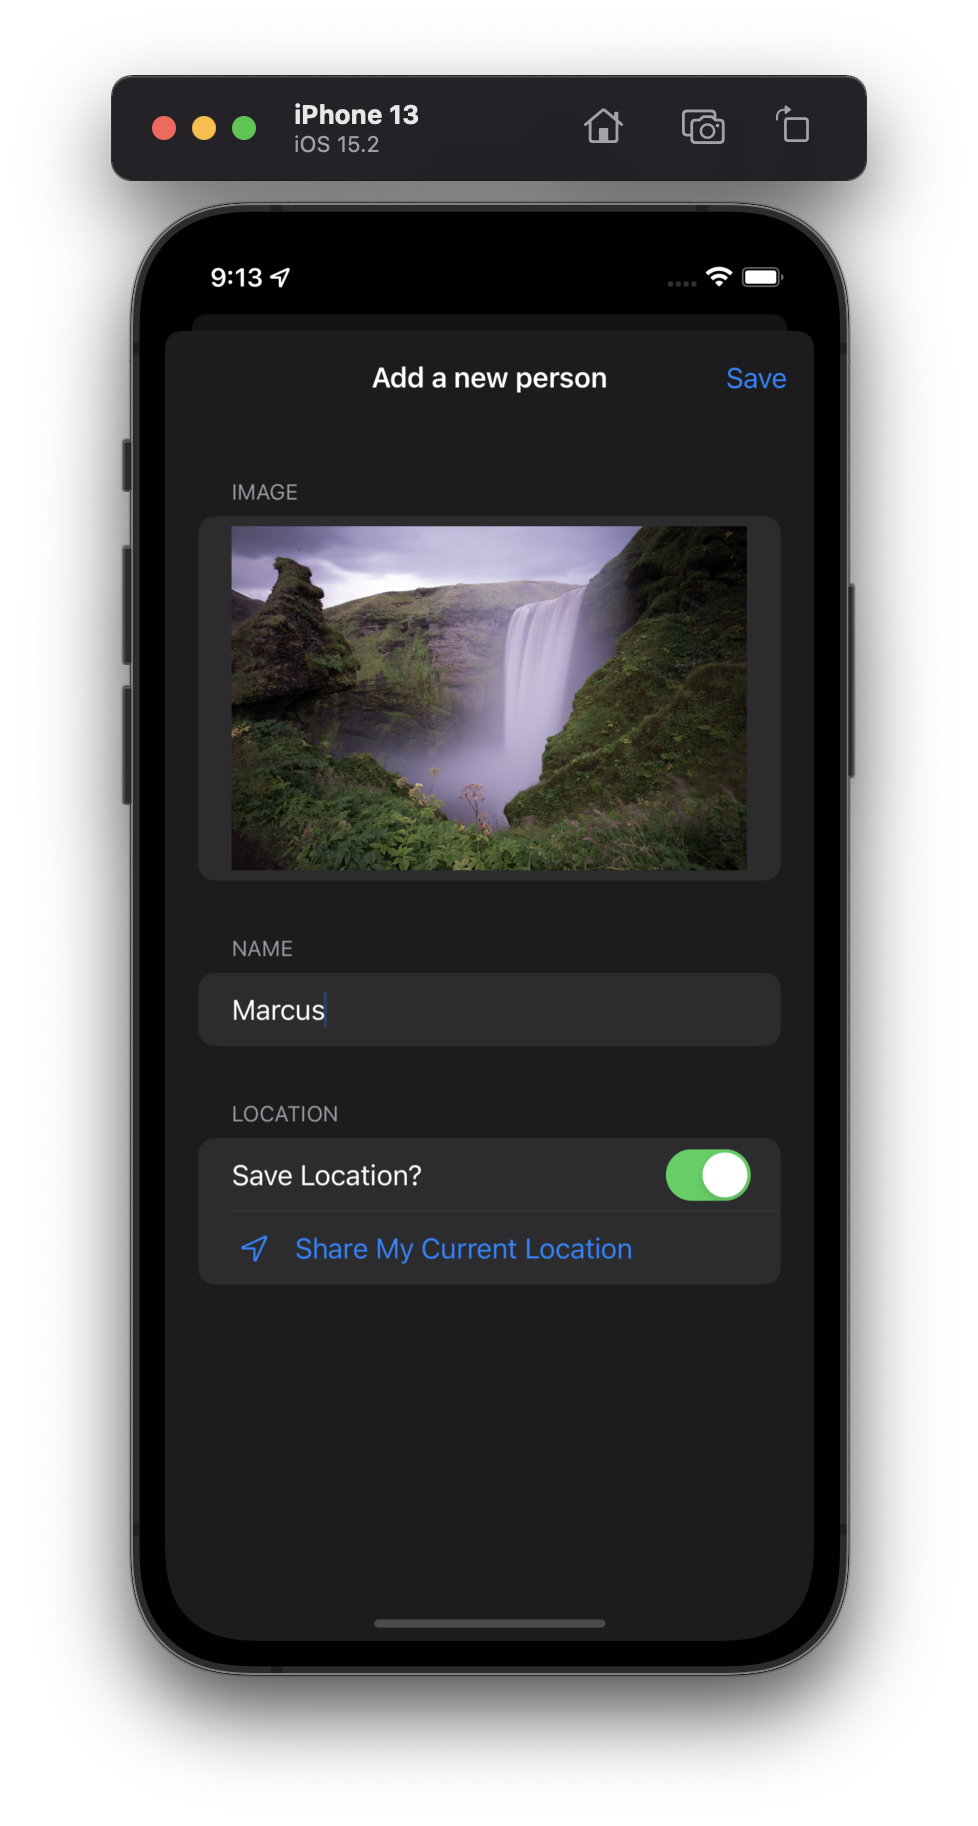 iPhone 13
iOS 15.2
9:13
Add a new person
Save
IMAGE
NAME
Marcus
LOCATION
Save Location?
Share My Current Location